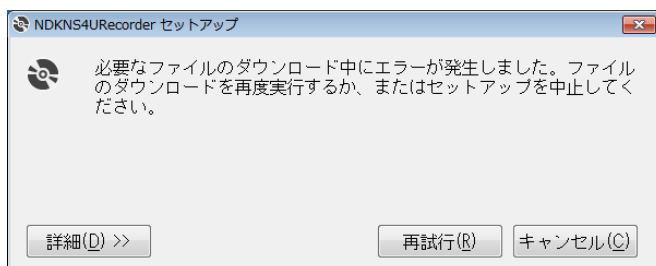 NDKNS4URecorder セットアップ
必要なファイルのダウンロード中にエラーが発生しました。ファイル
のダウンロードを再度実行するか、またはセットアップを中止してく
ださい。
詳細(D) >> 再試行(R) キャンセル(C)